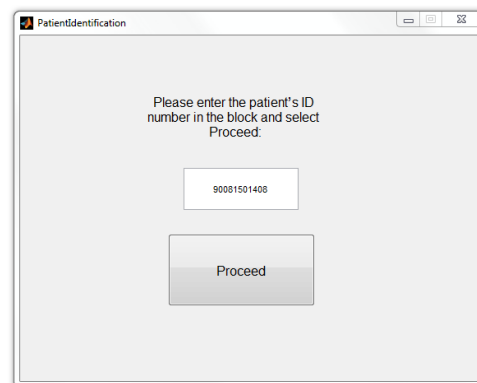 PatientIdentification
Please enter the patient's ID
number in the block and select
Proceed:
90081501408
Proceed